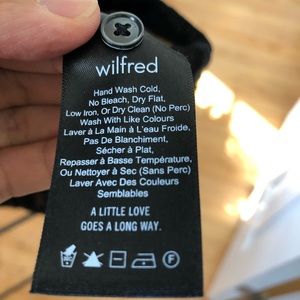 wilfred
Hand Wash Cold,
No Bleach, Dry Flat,
Low Iron, Or Dry Clean (No Perc)
Wash With Like Colours
Laver à La Main à L'eau Froide,
Pas De Blanchiment,
Sécher à Plat,
Repasser à Basse Température,
Ou Nettoyer à Sec (Sans Perc)
Laver Avec Des Couleurs
Semblables
A LITTLE LOVE
GOES A LONG WAY.
F